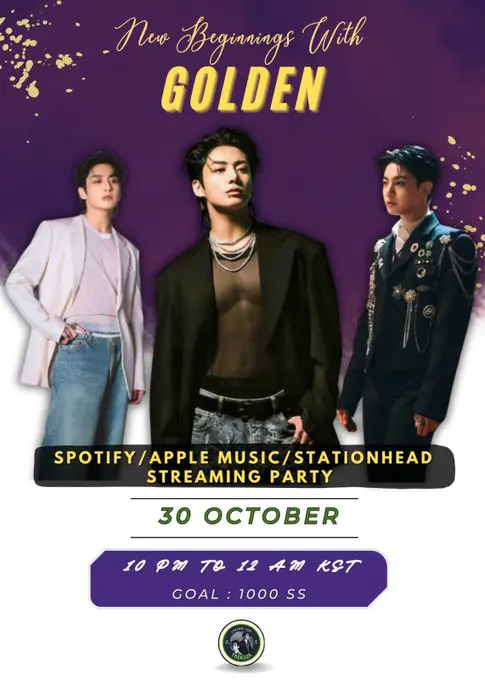 New Beginnings With
GOLDEN
SPOTIFY/APPLE MUSIC/STATIONHEAD
STREAMING PARTY
30 OCTOBER
10 PM TO 12 AM KST
GOAL : 1000 SS